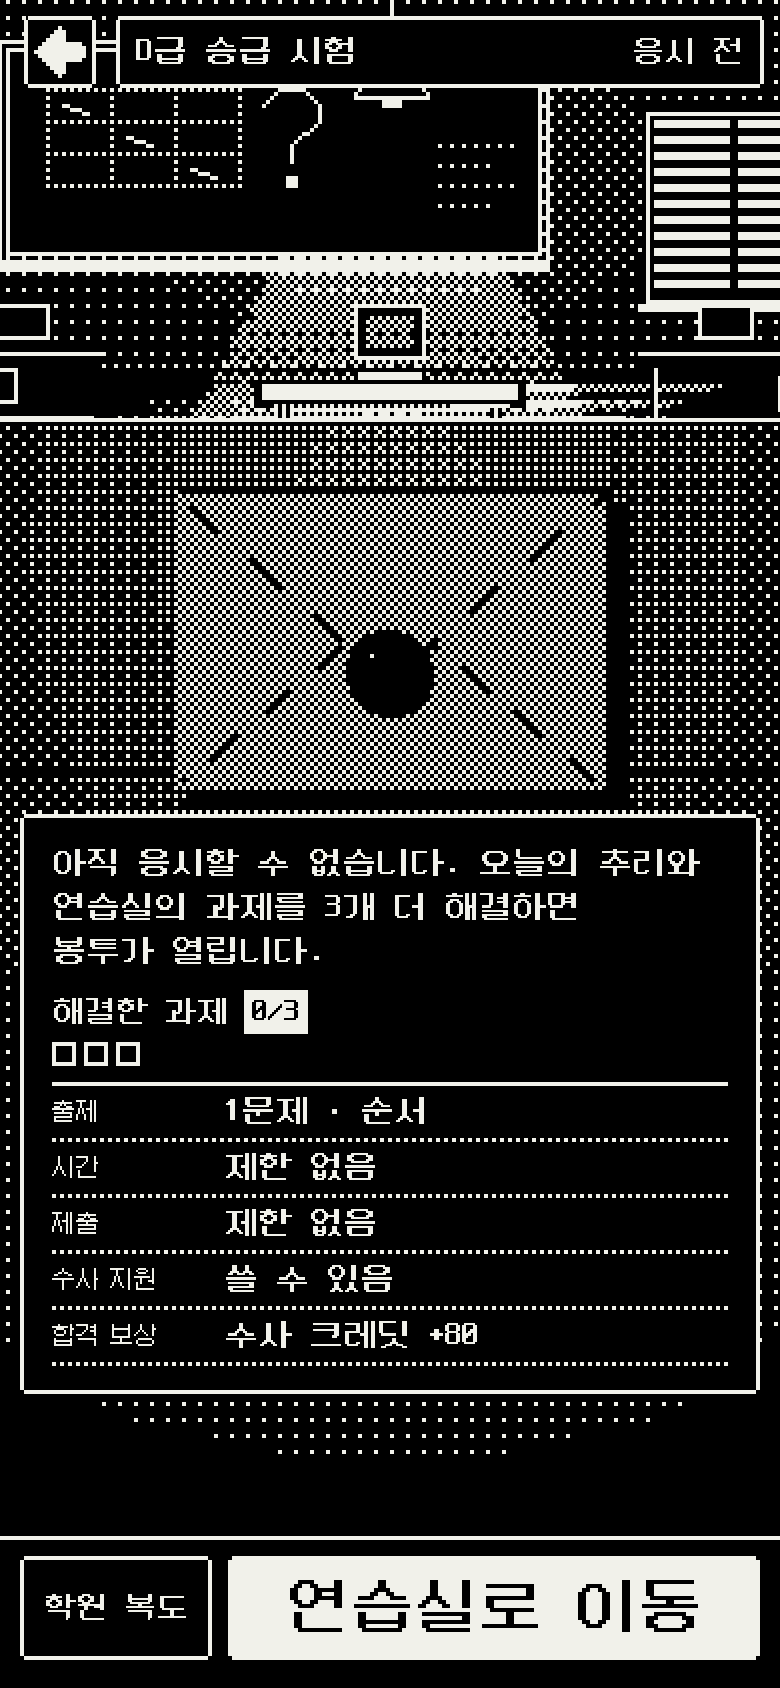 D급 승급 시험
응시 전
?
아직 응시할 수 없습니다. 오늘의 추리와
연습실의 과제를 3개 더 해결하면
봉투가 열립니다.
해결한 과제 0/3
출제 1문제 · 순서
시간 제한 없음
제출 제한 없음
수사 지원 쓸 수 있음
합격 보상 수사 크레딧 +80
학원 복도
연습실로 이동